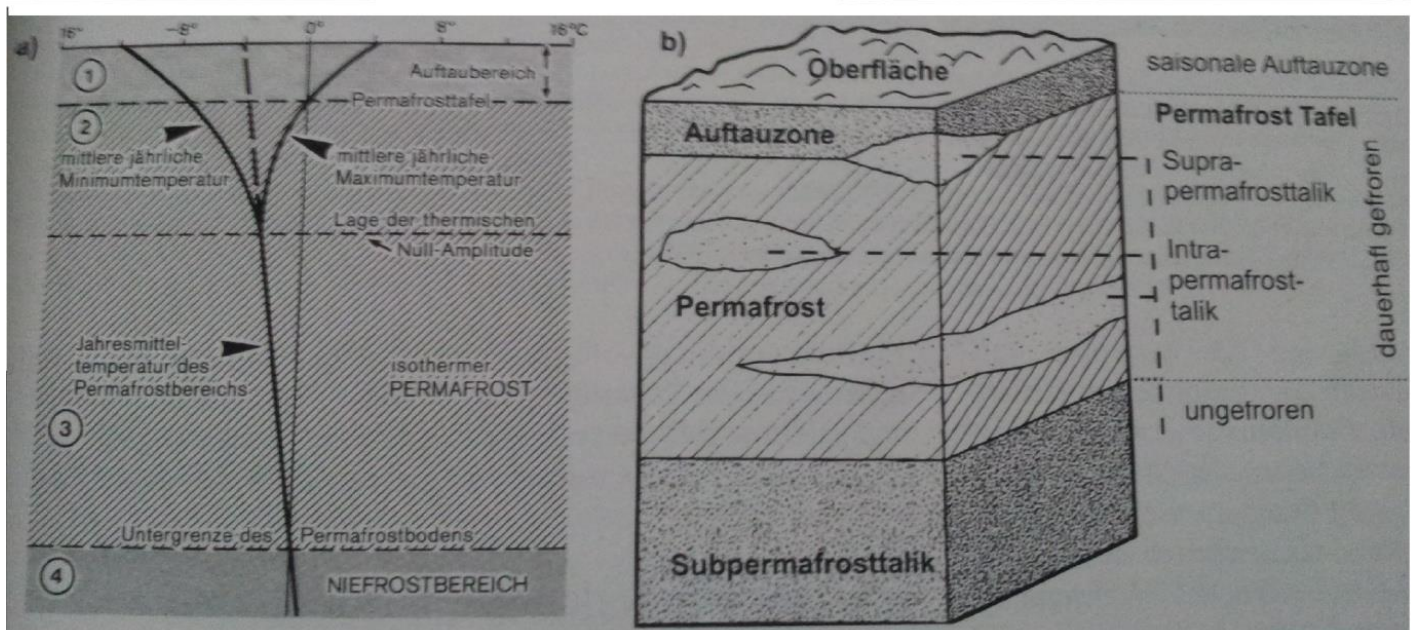 a)
16° -8° 0° 8° 16°C
1
Auftaubereich
Permafrosttafel
2
mittlere jährliche
Minimumtemperatur
mittlere jährliche
Maximumtemperatur
Lage der thermischen
Null-Amplitude
Jahresmittel-
temperatur des
Permafrostbereichs
isothermer
PERMAFROST
3
Untergrenze des Permafrostbodens
4
NIEFROSTBEREICH
b)
Oberfläche
Auftauzone
Permafrost
Subpermafrosttalik
saisonale Auftauzone
Permafrost Tafel
Supra-
permafrosttalik
Intra-
permafrost-
talik
dauerhaft gefroren
ungefroren